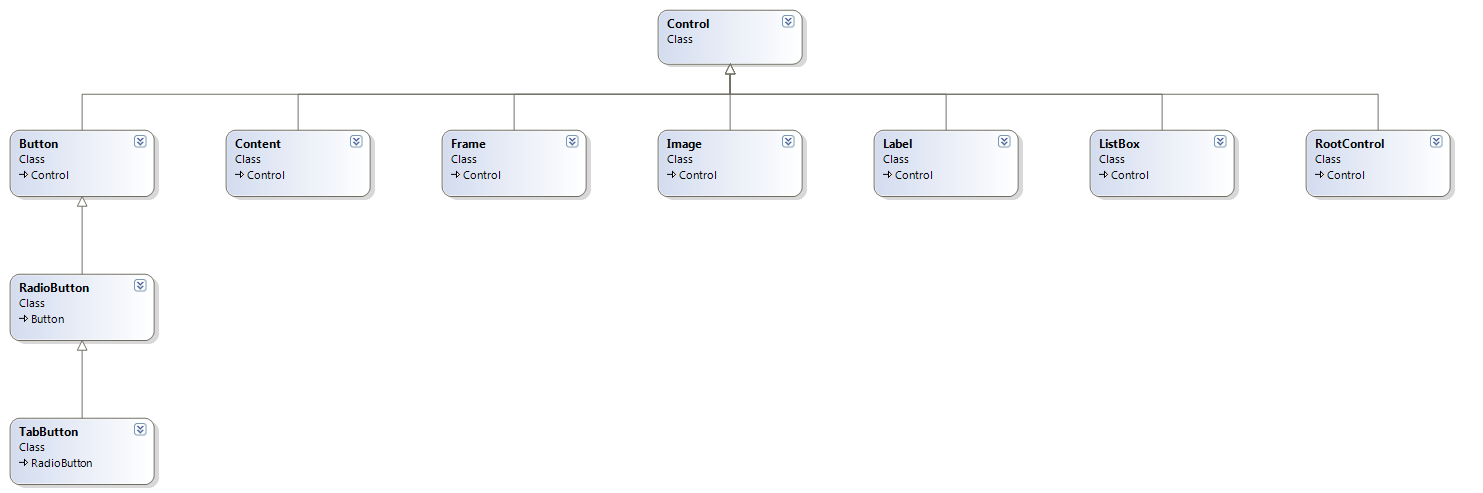 Control
Class
Button
Class
Control
Content
Class
Control
Frame
Class
Control
Image
Class
Control
Label
Class
Control
ListBox
Class
Control
RootControl
Class
Control
RadioButton
Class
Button
TabButton
Class
RadioButton